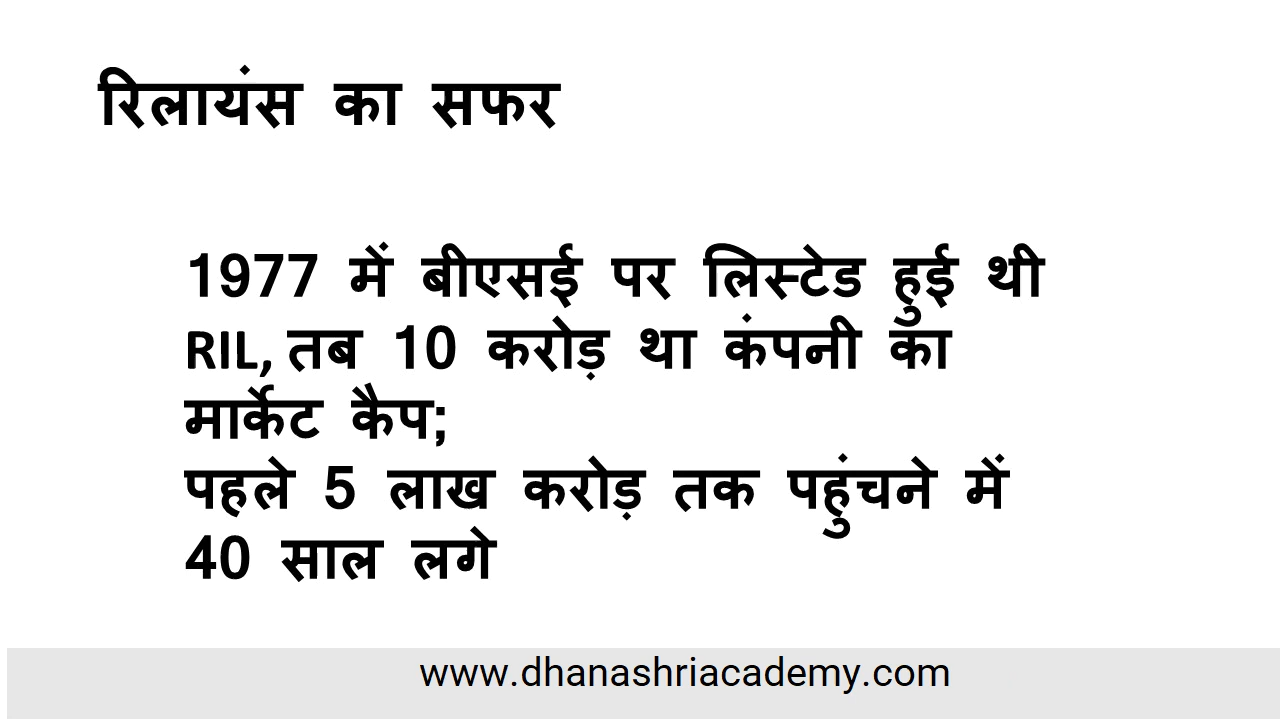 रिलायंस का सफर
1977 में बीएसई पर लिस्टेड हुई थी
RIL, तब 10 करोड़ था कंपनी का
मार्केट कैप;
पहले 5 लाख करोड़ तक पहुंचने में
40 साल लगे
www.dhanashriacademy.com